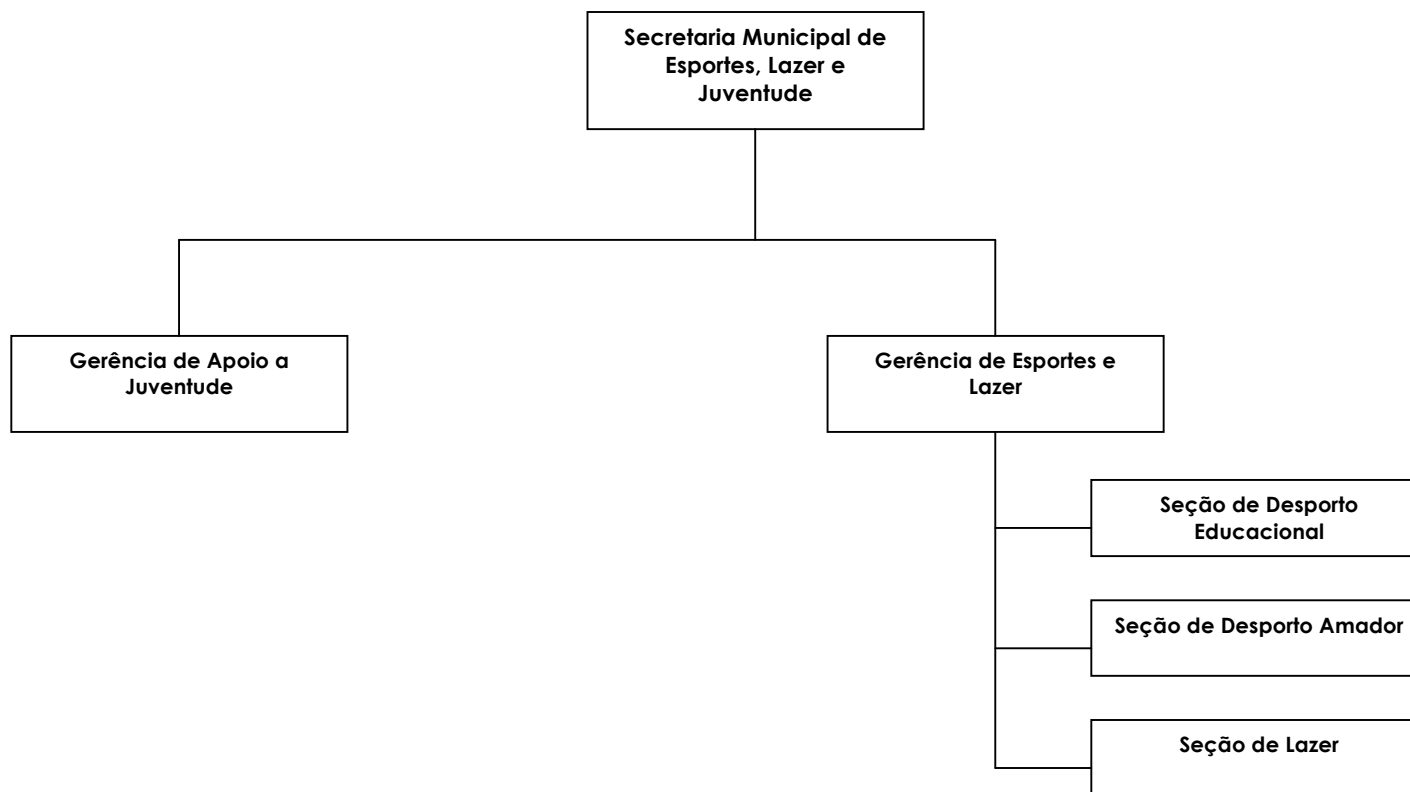 Secretaria Municipal de
Esportes, Lazer e
Juventude
Gerência de Apoio a
Juventude
Gerência de Esportes e
Lazer
Seção de Desporto
Educacional
Seção de Desporto Amador
Seção de Lazer